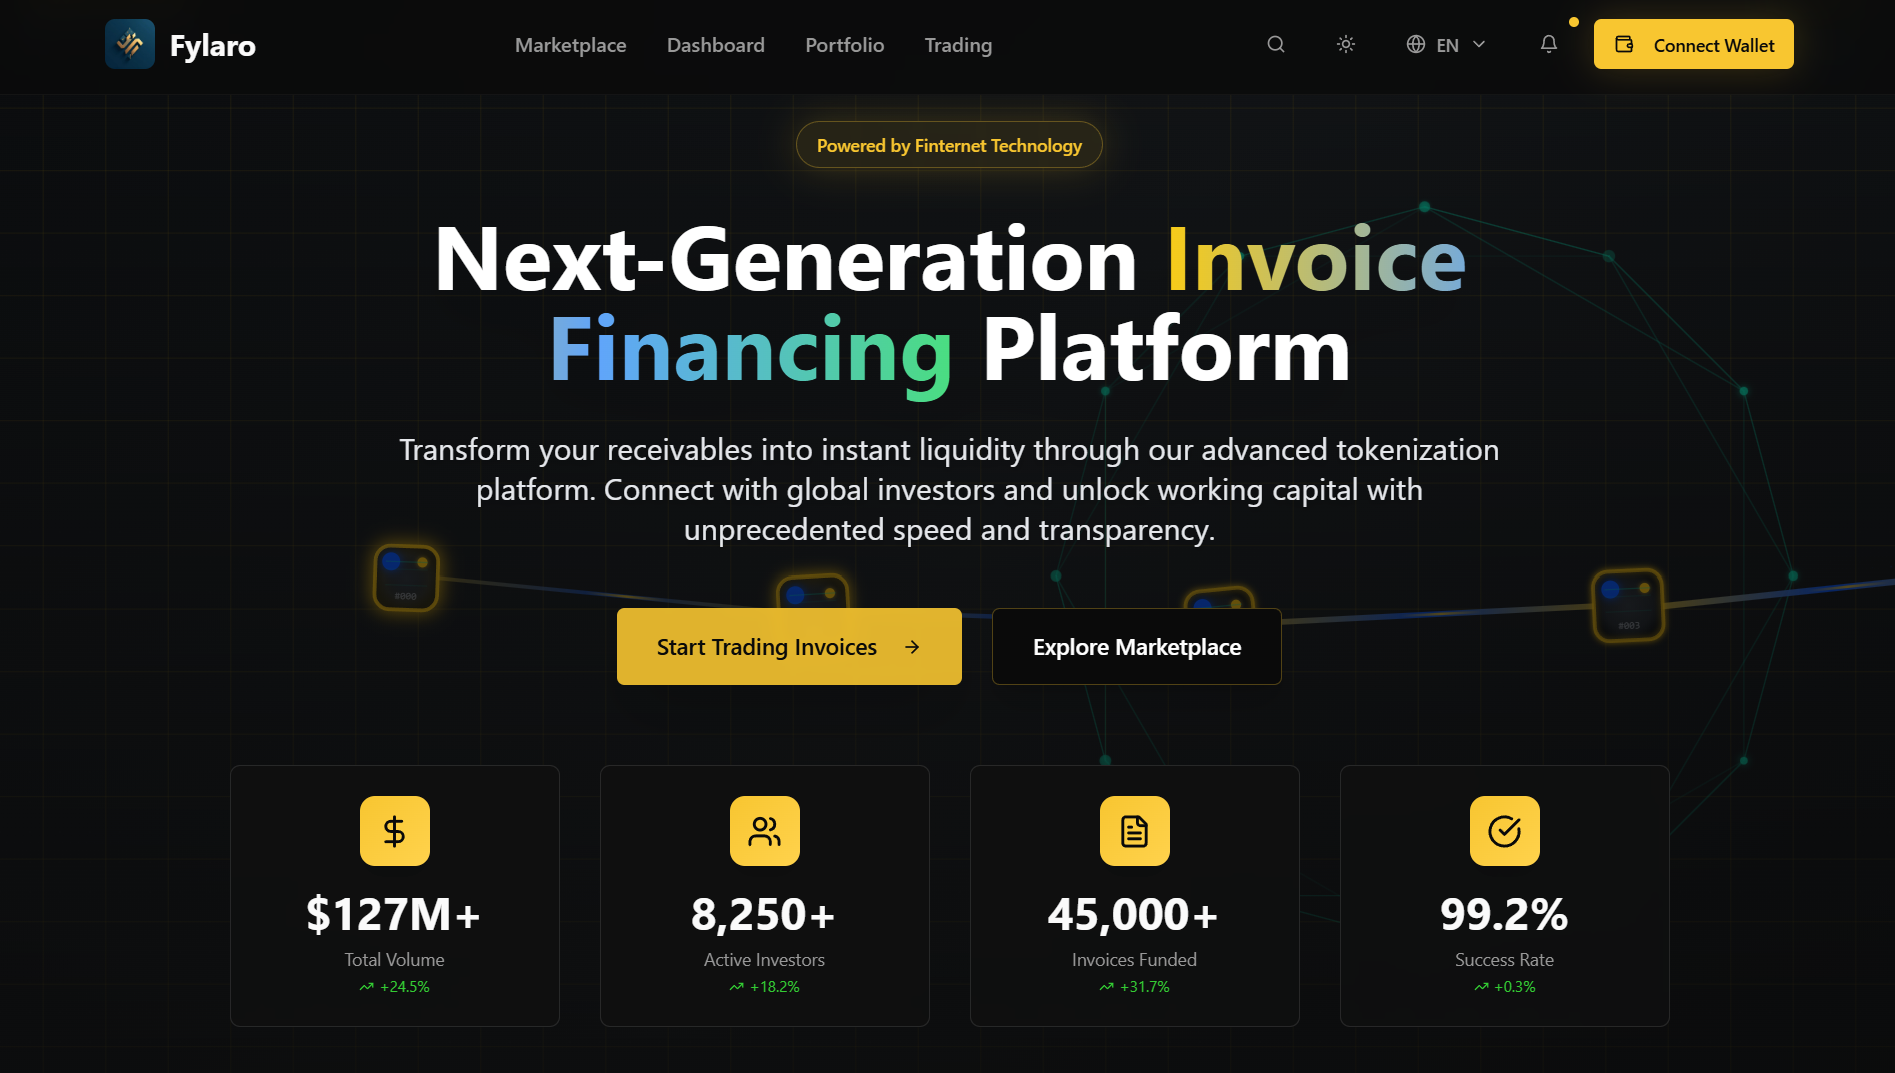 Fylaro
Marketplace
Dashboard
Portfolio
Trading
EN
Connect Wallet
Powered by Finternet Technology
Next-Generation Invoice
Financing Platform
Transform your receivables into instant liquidity through our advanced tokenization
platform. Connect with global investors and unlock working capital with
unprecedented speed and transparency.
#000
#003
Start Trading Invoices
Explore Marketplace
$127M+
Total Volume
+24.5%
8,250+
Active Investors
+18.2%
45,000+
Invoices Funded
+31.7%
99.2%
Success Rate
+0.3%